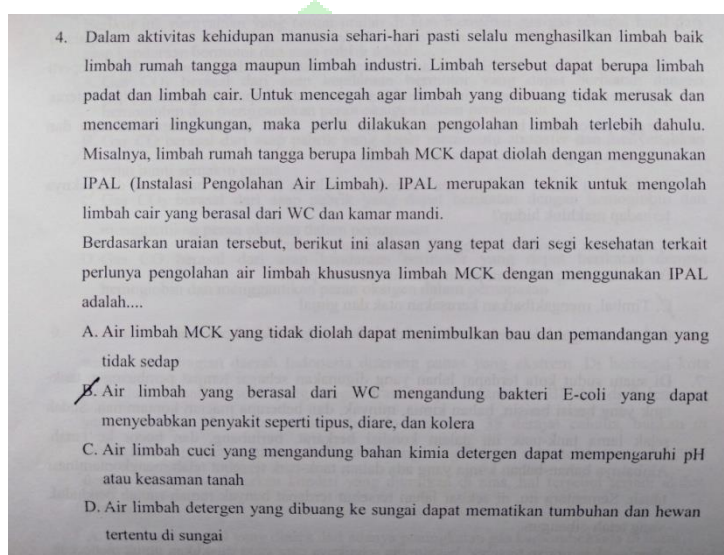 4. Dalam aktivitas kehidupan manusia sehari-hari pasti selalu menghasilkan limbah baik
limbah rumah tangga maupun limbah industri. Limbah tersebut dapat berupa limbah
padat dan limbah cair. Untuk mencegah agar limbah yang dibuang tidak merusak dan
mencemari lingkungan, maka perlu dilakukan pengolahan limbah terlebih dahulu.
Misalnya, limbah rumah tangga berupa limbah MCK dapat diolah dengan menggunakan
IPAL (Instalasi Pengolahan Air Limbah). IPAL merupakan teknik untuk mengolah
limbah cair yang berasal dari WC dan kamar mandi.
Berdasarkan uraian tersebut, berikut ini alasan yang tepat dari segi kesehatan terkait
perlunya pengolahan air limbah khususnya limbah MCK dengan menggunakan IPAL
adalah....
A. Air limbah MCK yang tidak diolah dapat menimbulkan bau dan pemandangan yang
tidak sedap
B. Air limbah yang berasal dari WC mengandung bakteri E-coli yang dapat
menyebabkan penyakit seperti tipus, diare, dan kolera
C. Air limbah cuci yang mengandung bahan kimia detergen dapat mempengaruhi pH
atau keasaman tanah
D. Air limbah detergen yang dibuang ke sungai dapat mematikan tumbuhan dan hewan
tertentu di sungai